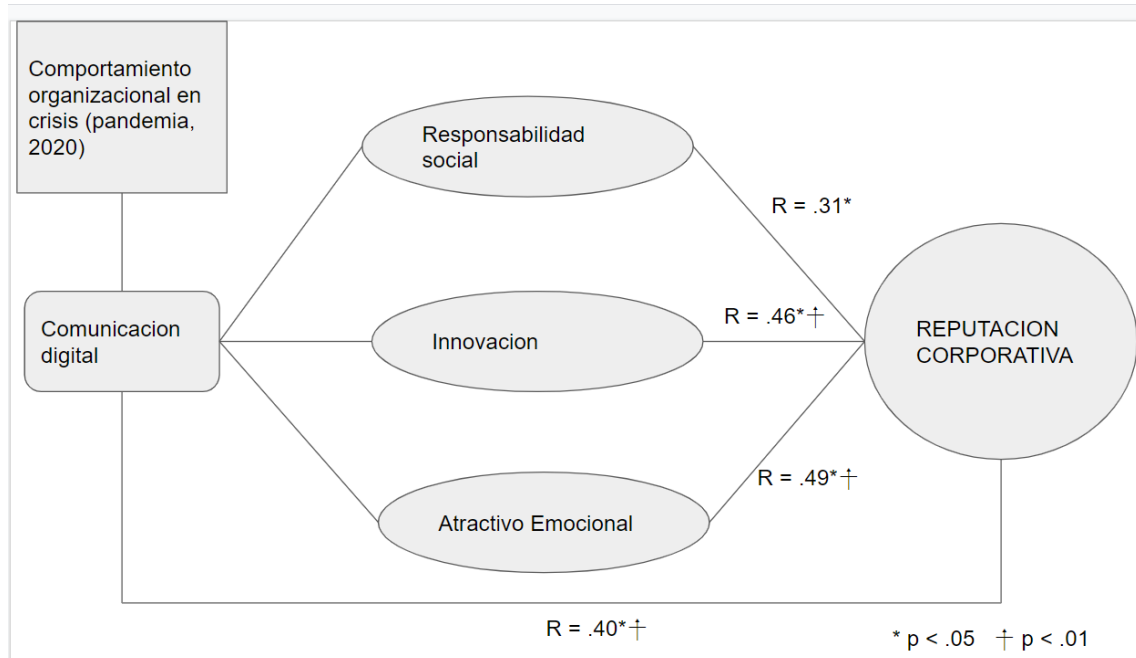 Comportamiento
organizacional en
crisis (pandemia,
2020)
Responsabilidad
social
R = .31*
Comunicacion
digital
Innovacion
R = .46*†
REPUTACION
CORPORATIVA
Atractivo Emocional
R = .49*†
R = .40*†
* p < .05 † p < .01